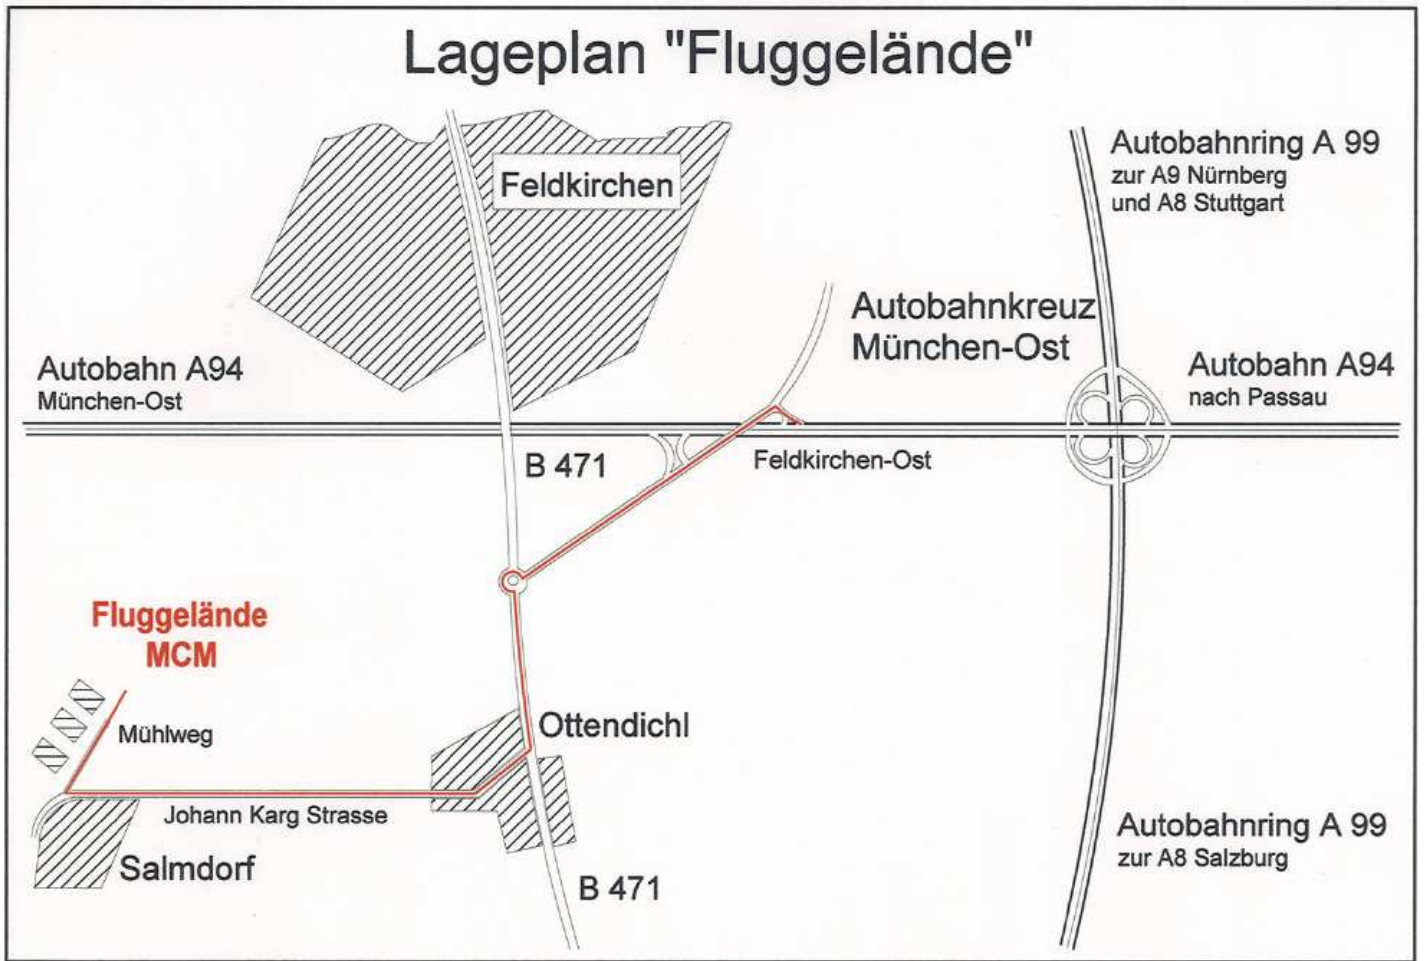 Lageplan "Fluggelände"
Feldkirchen
Autobahnring A 99
zur A9 Nürnberg
und A8 Stuttgart
Autobahnkreuz
München-Ost
Autobahn A94
München-Ost
Autobahn A94
nach Passau
B 471
Feldkirchen-Ost
Fluggelände
MCM
Mühlweg
Ottendichl
Johann Karg Strasse
Salmdorf
B 471
Autobahnring A 99
zur A8 Salzburg